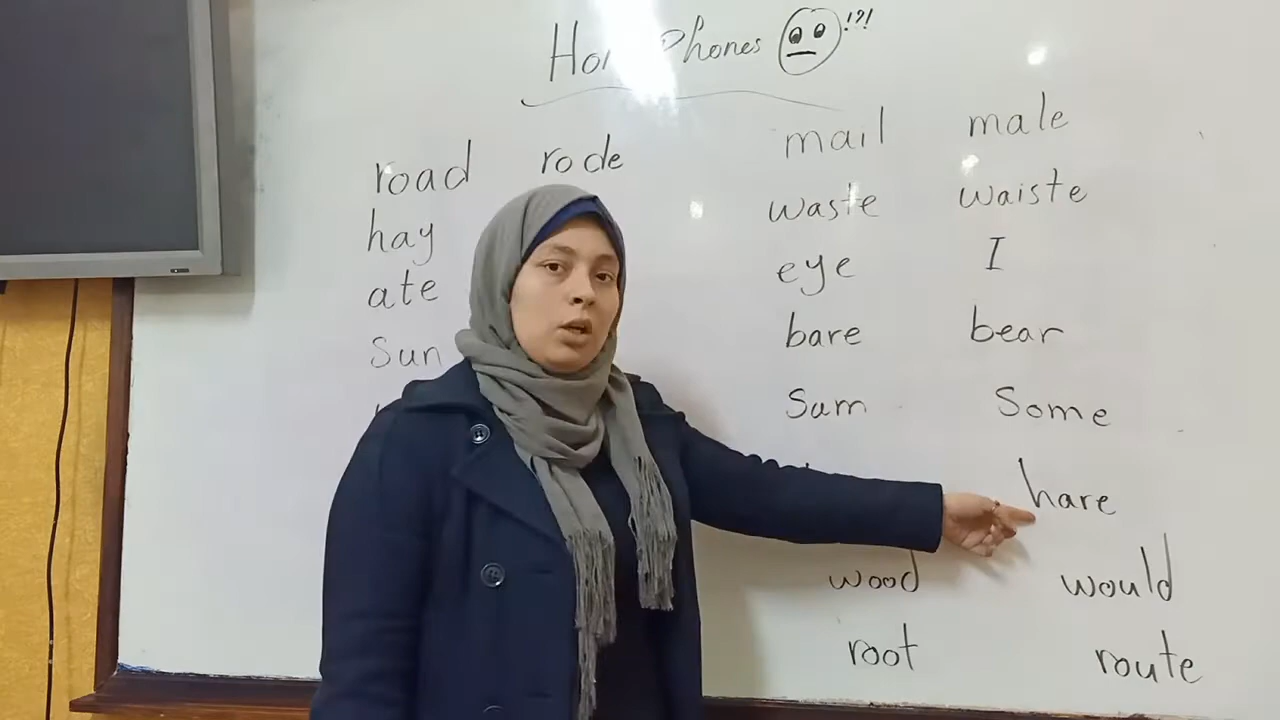 Phones !?!
road rode mail male
hay waste waiste
ate eye I
Sun bare bear
Sum Some
hare
wood would
root route